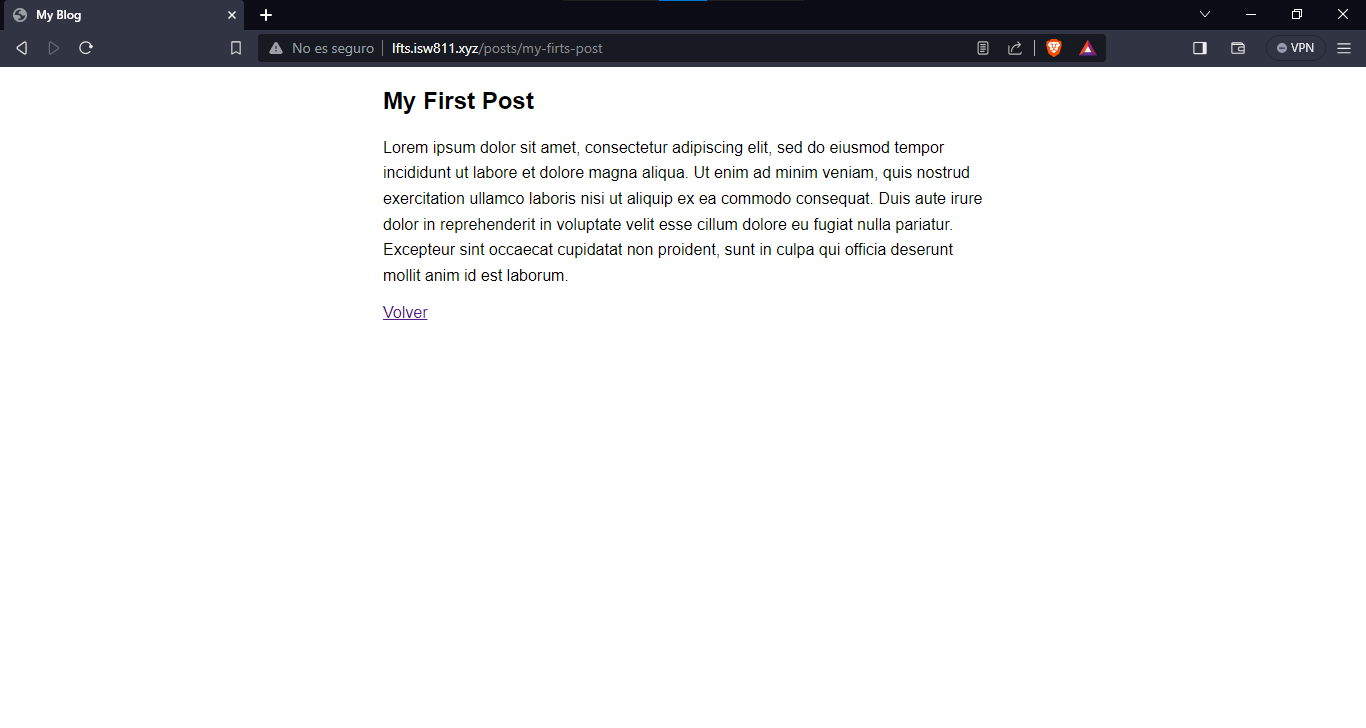 My Blog
No es seguro lfts.isw811.xyz/posts/my-firts-post
VPN
My First Post
Lorem ipsum dolor sit amet, consectetur adipiscing elit, sed do eiusmod tempor
incididunt ut labore et dolore magna aliqua. Ut enim ad minim veniam, quis nostrud
exercitation ullamco laboris nisi ut aliquip ex ea commodo consequat. Duis aute irure
dolor in reprehenderit in voluptate velit esse cillum dolore eu fugiat nulla pariatur.
Excepteur sint occaecat cupidatat non proident, sunt in culpa qui officia deserunt
mollit anim id est laborum.
Volver